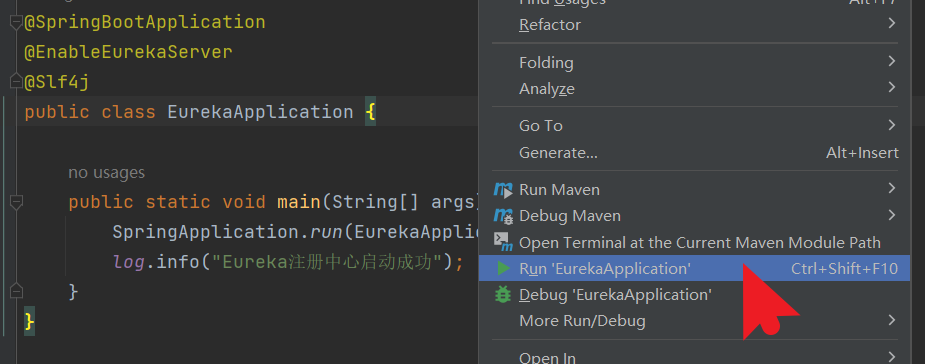 @SpringBootApplication
@EnableEurekaServer
@Slf4j
public class EurekaApplication {
no usages
public static void main(String[] args)
SpringApplication.run(EurekaAppli
log.info("Eureka注册中心启动成功");
}
}
Find Usages Alt+F7
Refactor
Folding
Analyze
Go To
Generate... Alt+Insert
Run Maven
Debug Maven
Open Terminal at the Current Maven Module Path
Run 'EurekaApplication' Ctrl+Shift+F10
Debug 'EurekaApplication'
More Run/Debug
Open In